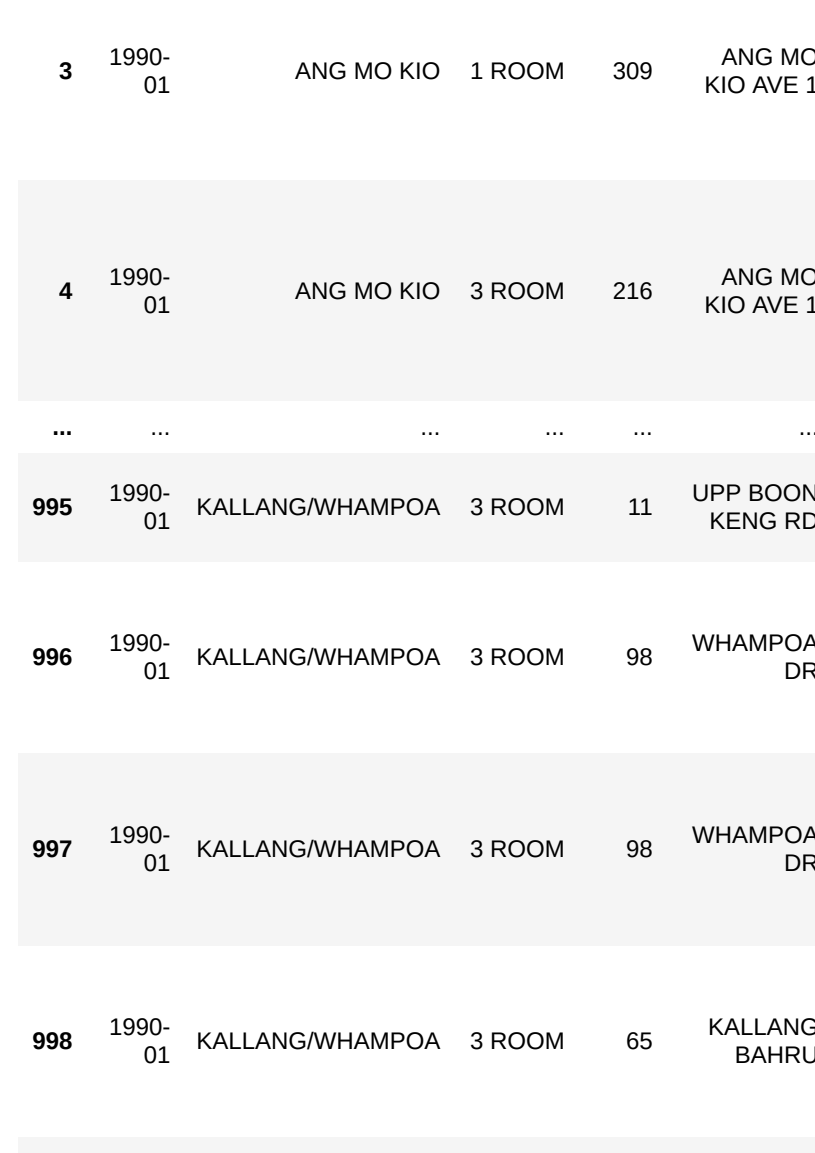 3 1990-01 ANG MO KIO 1 ROOM 309 ANG MO KIO AVE 1
4 1990-01 ANG MO KIO 3 ROOM 216 ANG MO KIO AVE 1
... ... ... ... ... ...
995 1990-01 KALLANG/WHAMPOA 3 ROOM 11 UPP BOON KENG RD
996 1990-01 KALLANG/WHAMPOA 3 ROOM 98 WHAMPOA DR
997 1990-01 KALLANG/WHAMPOA 3 ROOM 98 WHAMPOA DR
998 1990-01 KALLANG/WHAMPOA 3 ROOM 65 KALLANG BAHRU